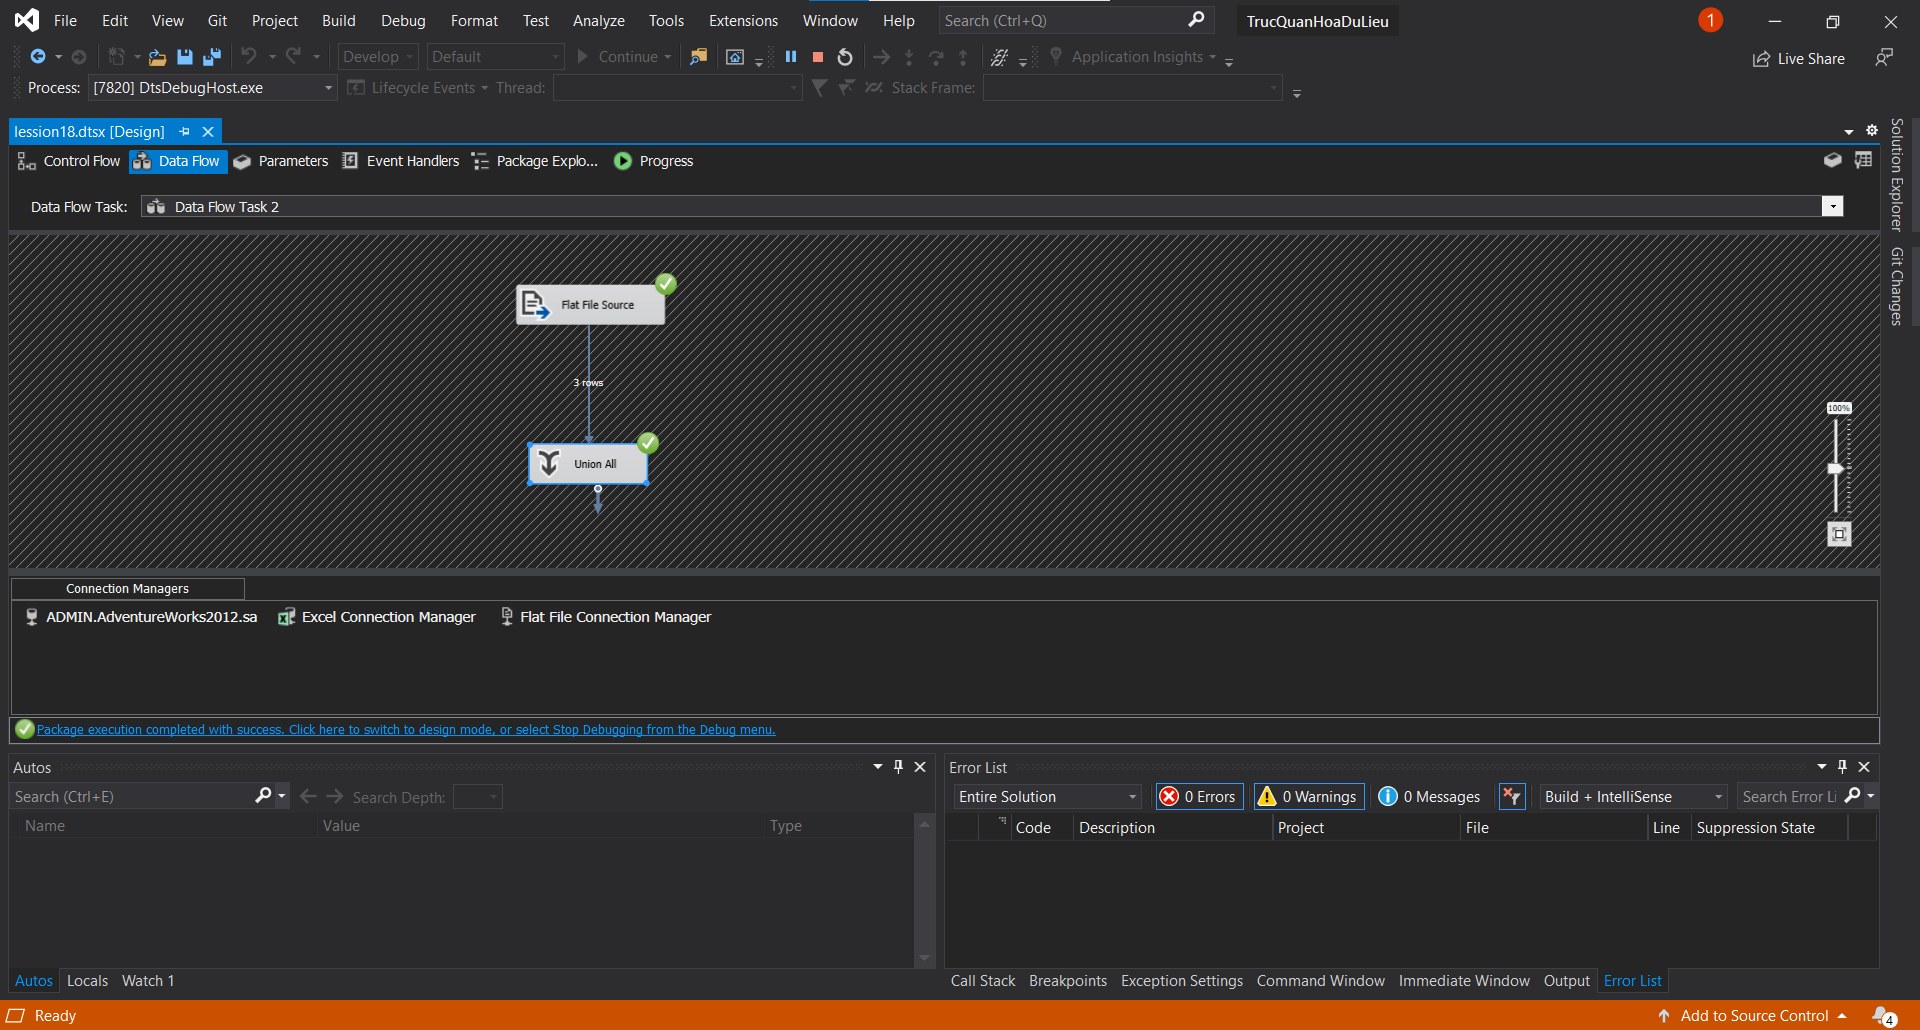 File Edit View Git Project Build Debug Format Test Analyze Tools Extensions Window Help Search (Ctrl+Q) TrucQuanHoaDuLieu 1
Develop Default Continue Application Insights Live Share
Process: [7820] DtsDebugHost.exe Lifecycle Events Thread: Stack Frame:
lession18.dtsx [Design]
Control Flow Data Flow Parameters Event Handlers Package Explo... Progress
Data Flow Task: Data Flow Task 2
Solution Explorer
Git Changes
Flat File Source
3 rows
100%
Union All
Connection Managers
ADMIN.AdventureWorks2012.sa Excel Connection Manager Flat File Connection Manager
Package execution completed with success. Click here to switch to design mode, or select Stop Debugging from the Debug menu.
Autos
Search (Ctrl+E) Search Depth:
Name Value Type
Autos Locals Watch 1
Error List
Entire Solution 0 Errors 0 Warnings 0 Messages Build + IntelliSense Search Error Li
Code Description Project File Line Suppression State
Call Stack Breakpoints Exception Settings Command Window Immediate Window Output Error List
Ready Add to Source Control 4